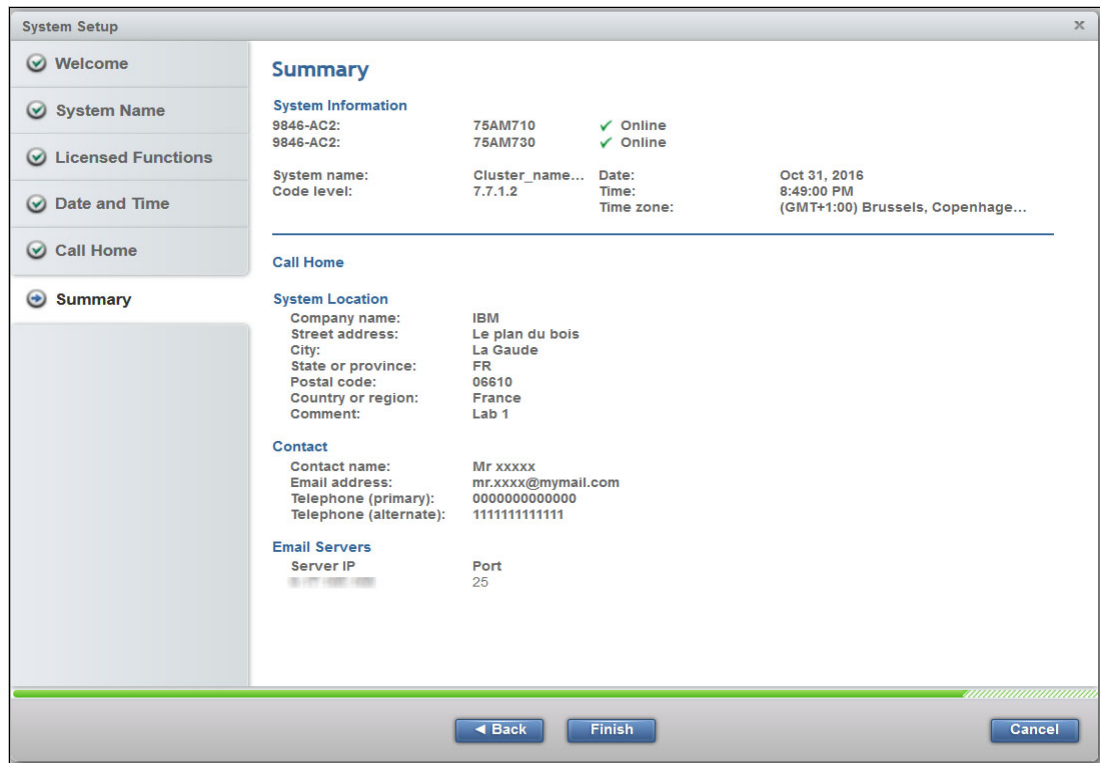 System Setup
x
Welcome
System Name
Licensed Functions
Date and Time
Call Home
Summary
Summary
System Information
9846-AC2: 75AM710 Online
9846-AC2: 75AM730 Online
System name: Cluster_name... Date: Oct 31, 2016
Code level: 7.7.1.2 Time: 8:49:00 PM
Time zone: (GMT+1:00) Brussels, Copenhage...
Call Home
System Location
Company name: IBM
Street address: Le plan du bois
City: La Gaude
State or province: FR
Postal code: 06610
Country or region: France
Comment: Lab 1
Contact
Contact name: Mr xxxxx
Email address: mr.xxxx@mymail.com
Telephone (primary): 0000000000000
Telephone (alternate): 1111111111111
Email Servers
Server IP Port
25
Back
Finish
Cancel